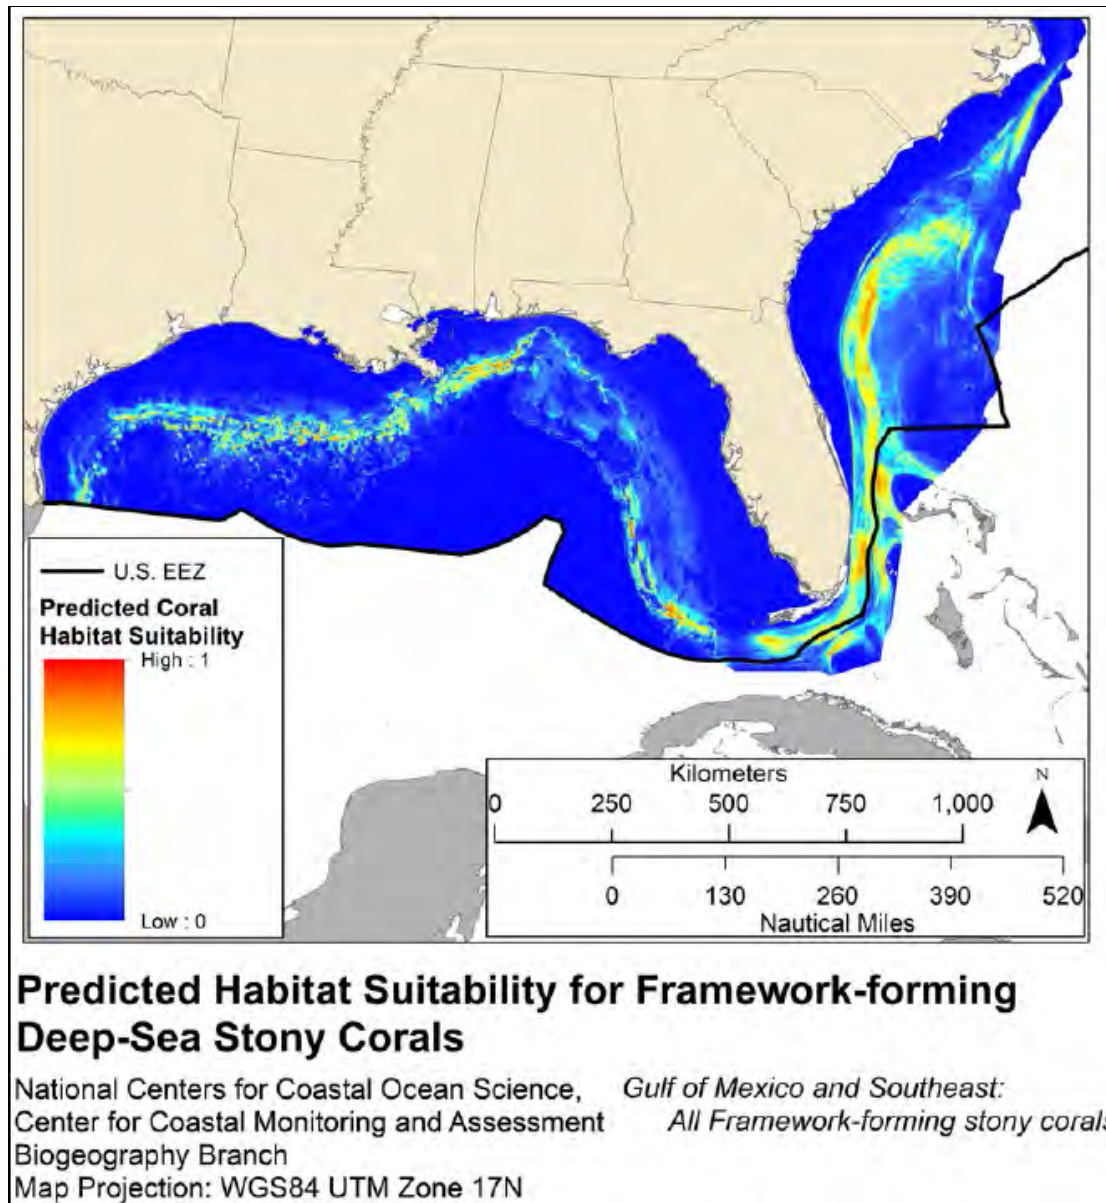 U.S. EEZ
Predicted Coral
Habitat Suitability
High : 1
Low : 0
Kilometers
0 250 500 750 1,000
N
0 130 260 390 520
Nautical Miles
Predicted Habitat Suitability for Framework-forming
Deep-Sea Stony Corals
National Centers for Coastal Ocean Science,
Center for Coastal Monitoring and Assessment
Biogeography Branch
Map Projection: WGS84 UTM Zone 17N
Gulf of Mexico and Southeast:
All Framework-forming stony corals